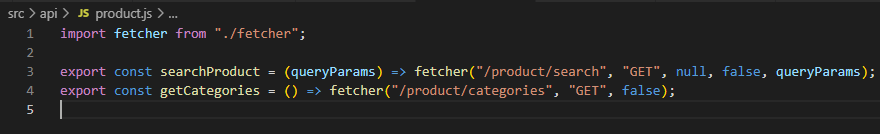 src > api > JS product.js > ...
1 import fetcher from "./fetcher";
2
3 export const searchProduct = (queryParams) => fetcher("/product/search", "GET", null, false, queryParams);
4 export const getCategories = () => fetcher("/product/categories", "GET", false);
5